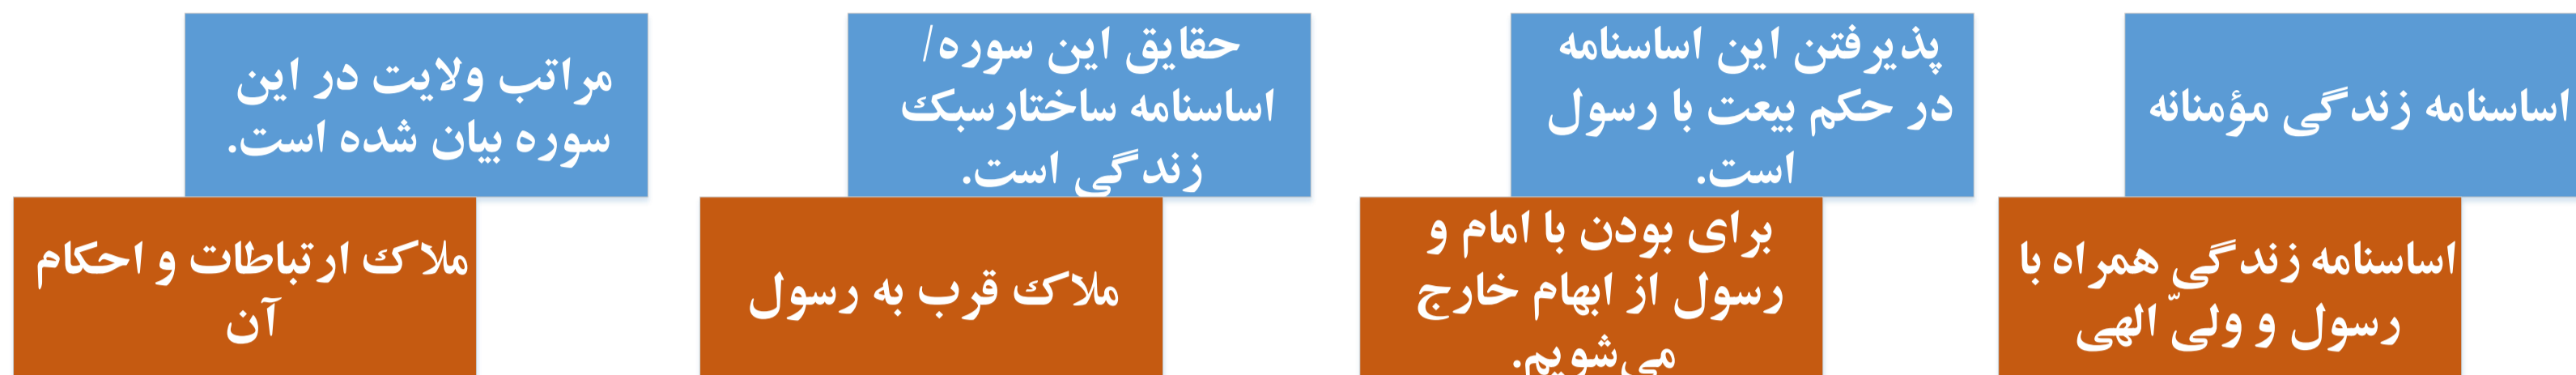 اساسنامه زندگی مؤمنانه
پذیرفتن این اساسنامه
در حکم بیعت با رسول
است.
حقایق این سوره/
اساسنامه ساختارسبک
زندگی است.
مراتب ولایت در این
سوره بیان شده است.
اساسنامه زندگی همراه با
رسول و ولیّ الهی
برای بودن با امام و
رسول از ابهام خارج
می‌شویم.
ملاک قرب به رسول
ملاک ارتباطات و احکام
آن